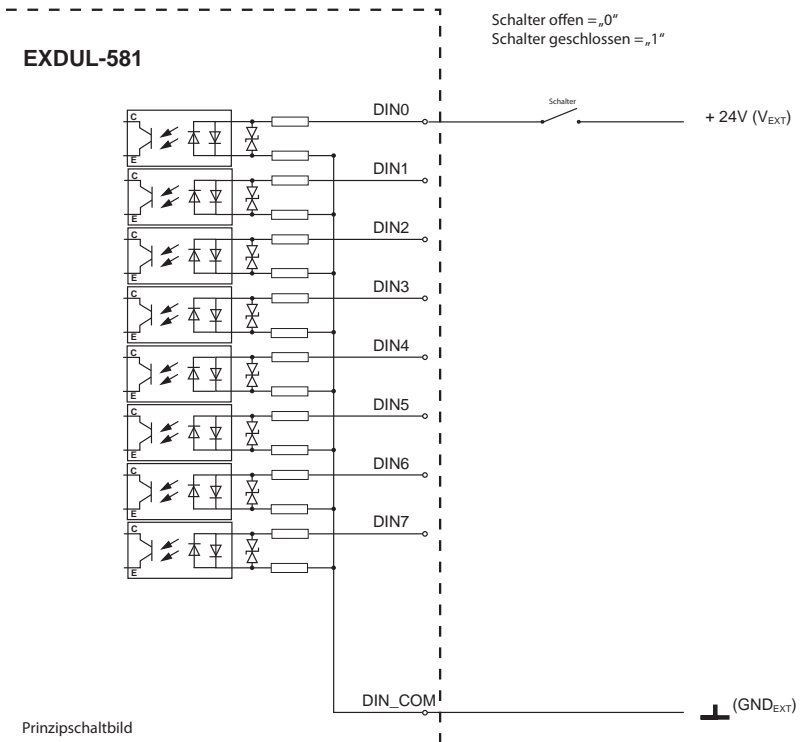 Schalter offen =„0“
Schalter geschlossen =„1“
EXDUL-581
Schalter
+ 24V (VEXT)
DIN0
C
E
DIN1
C
E
DIN2
C
E
DIN3
C
E
DIN4
C
E
DIN5
C
E
DIN6
C
E
DIN7
C
E
DIN_COM
(GNDEXT)
Prinzipschaltbild